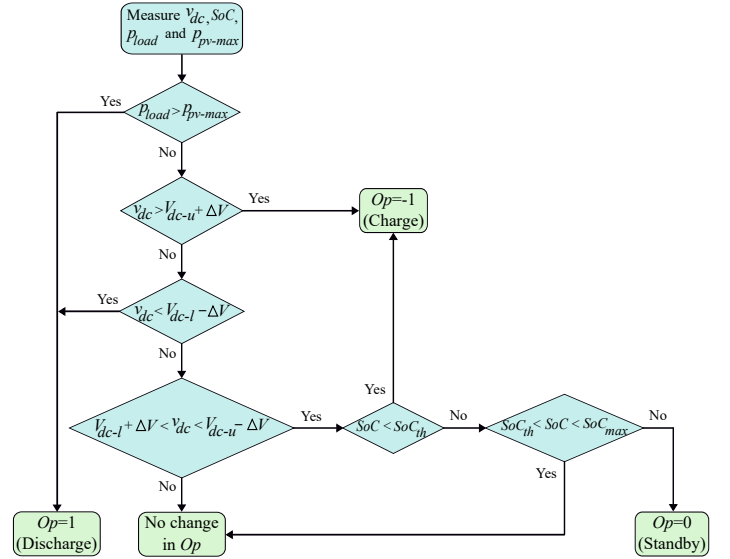 Measure v_dc, SoC,
p_load and p_pv-max
Yes
p_load > p_pv-max
No
v_dc > V_dc-u + ΔV
Yes
Op=-1
(Charge)
No
Yes
v_dc < V_dc-l − ΔV
No
Yes
V_dc-l + ΔV < v_dc < V_dc-u − ΔV
Yes
SoC < SoC_th
No
SoC_th < SoC < SoC_max
No
Yes
No
Op=1
(Discharge)
No change
in Op
Op=0
(Standby)